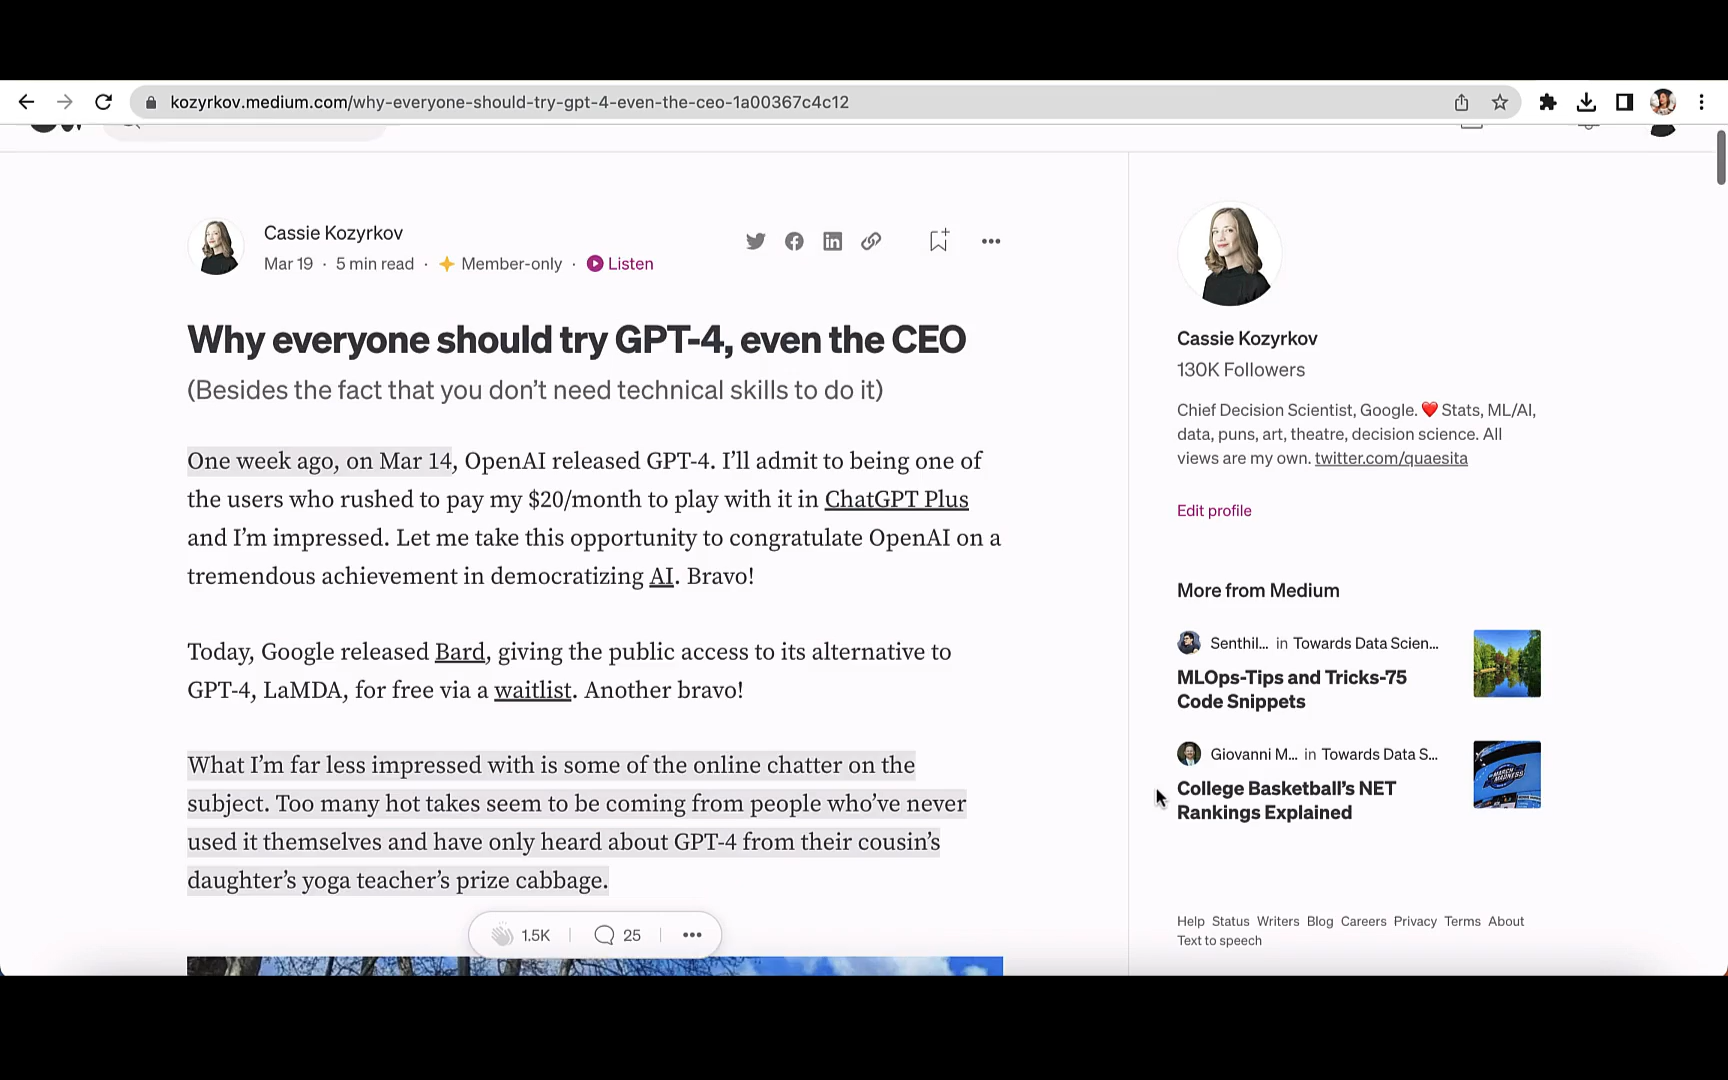 kozyrkov.medium.com/why-everyone-should-try-gpt-4-even-the-ceo-1a00367c4c12
Cassie Kozyrkov
Mar 19 · 5 min read · Member-only · Listen
Why everyone should try GPT-4, even the CEO
(Besides the fact that you don’t need technical skills to do it)
One week ago, on Mar 14, OpenAI released GPT-4. I’ll admit to being one of
the users who rushed to pay my $20/month to play with it in ChatGPT Plus
and I’m impressed. Let me take this opportunity to congratulate OpenAI on a
tremendous achievement in democratizing AI. Bravo!
Today, Google released Bard, giving the public access to its alternative to
GPT-4, LaMDA, for free via a waitlist. Another bravo!
What I’m far less impressed with is some of the online chatter on the
subject. Too many hot takes seem to be coming from people who’ve never
used it themselves and have only heard about GPT-4 from their cousin’s
daughter’s yoga teacher’s prize cabbage.
1.5K
25
Cassie Kozyrkov
130K Followers
Chief Decision Scientist, Google. ❤️ Stats, ML/AI,
data, puns, art, theatre, decision science. All
views are my own. twitter.com/quaesita
Edit profile
More from Medium
Senthil... in Towards Data Scien...
MLOps-Tips and Tricks-75
Code Snippets
Giovanni M... in Towards Data S...
College Basketball’s NET
Rankings Explained
MARCH
MADNESS
Help Status Writers Blog Careers Privacy Terms About
Text to speech